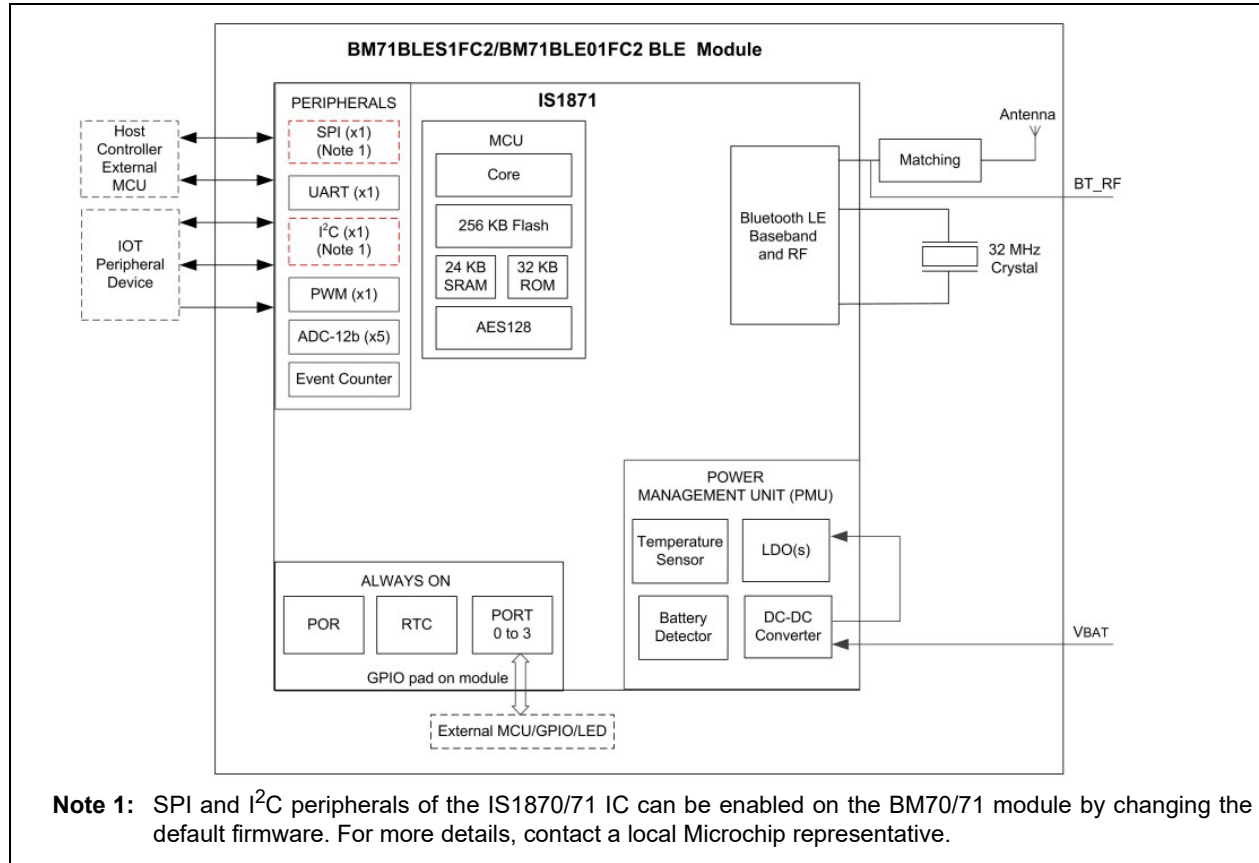 BM71BLES1FC2/BM71BLE01FC2 BLE Module
IS1871
PERIPHERALS
SPI (x1)
(Note 1)
UART (x1)
I²C (x1)
(Note 1)
PWM (x1)
ADC-12b (x5)
Event Counter
Host
Controller
External
MCU
IOT
Peripheral
Device
MCU
Core
256 KB Flash
24 KB
SRAM
32 KB
ROM
AES128
Bluetooth LE
Baseband
and RF
Matching
Antenna
BT_RF
32 MHz
Crystal
POWER
MANAGEMENT UNIT (PMU)
Temperature
Sensor
LDO(s)
Battery
Detector
DC-DC
Converter
VBAT
ALWAYS ON
POR
RTC
PORT
0 to 3
GPIO pad on module
External MCU/GPIO/LED
Note 1: SPI and I²C peripherals of the IS1870/71 IC can be enabled on the BM70/71 module by changing the
default firmware. For more details, contact a local Microchip representative.